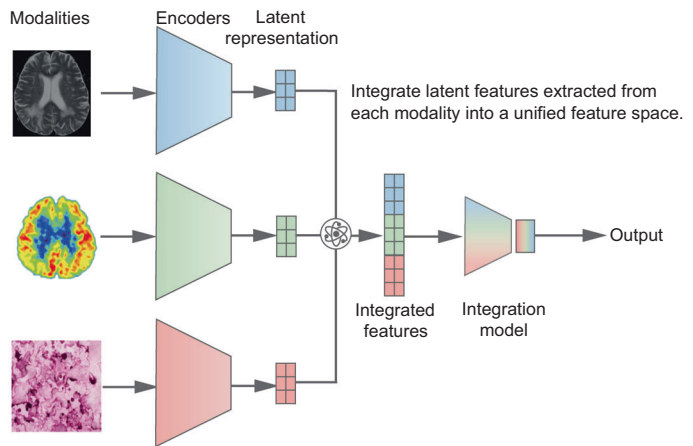 Modalities
Encoders
Latent
representation
Integrate latent features extracted from
each modality into a unified feature space.
Output
Integrated
features
Integration
model